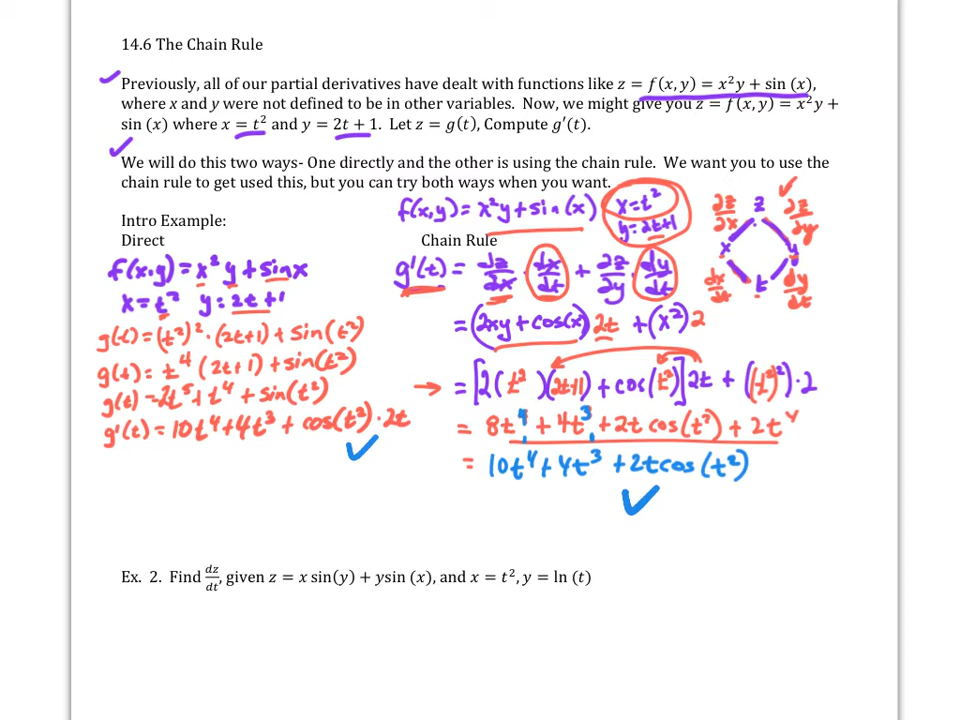 14.6 The Chain Rule
Previously, all of our partial derivatives have dealt with functions like z = f(x, y) = x²y + sin (x),
where x and y were not defined to be in other variables. Now, we might give you z = f(x, y) = x²y +
sin (x) where x = t² and y = 2t + 1. Let z = g(t), Compute g′(t).
We will do this two ways- One directly and the other is using the chain rule. We want you to use the
chain rule to get used this, but you can try both ways when you want.
Intro Example:
Direct
f(x,y) = x² y + sinx
x = t² y = 2t+1
g(t) = (t²)² · (2t+1) + sin(t²)
g(t) = t⁴ (2t+1) + sin(t²)
g(t) = 2t⁵ + t⁴ + sin(t²)
g'(t) = 10t⁴ + 4t³ + cos(t²) · 2t
Chain Rule
f(x,y) = x²y + sin(x) x = t²
y = 2t+1
g'(t) = ∂z/∂x · dx/dt + ∂z/∂y · dy/dt
= (2xy + cos(x)) 2t + (x²) 2
= [2(t²)(2t+1) + cos(t²)] 2t + ((t²)²) · 2
= 8t⁴ + 4t³ + 2t cos(t²) + 2t⁴
= 10t⁴ + 4t³ + 2t cos(t²)
∂z/∂x z ∂z/∂y
x y
dx/dt t dy/dt
Ex. 2. Find dz/dt, given z = x sin(y) + ysin (x), and x = t², y = ln (t)